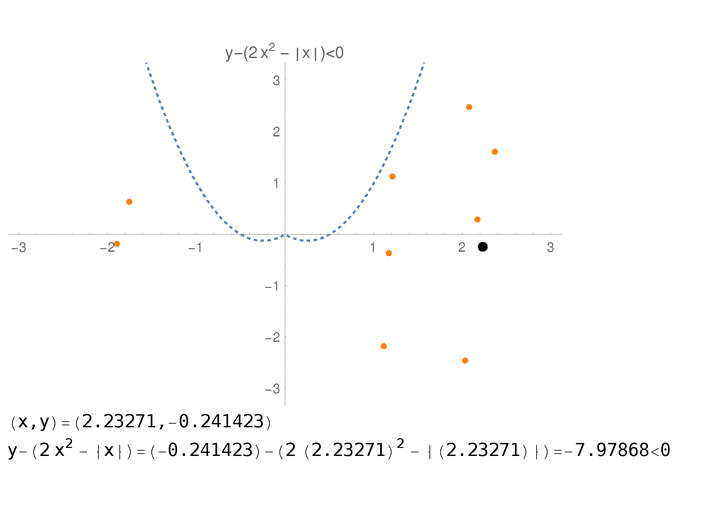 y−(2 x² − |x|)<0
3
2
1
−3 −2 −1 1 2 3
−1
−2
−3
(x,y)=(2.23271,−0.241423)
y−(2 x² − |x|)=(−0.241423)−(2 (2.23271)² − |(2.23271)|)=−7.97868<0